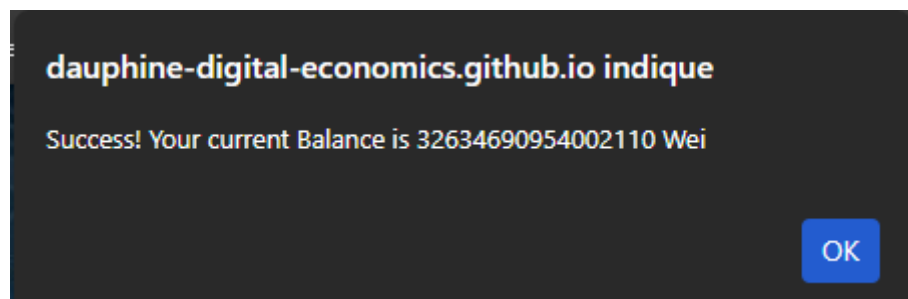 dauphine-digital-economics.github.io indique
Success! Your current Balance is 32634690954002110 Wei
OK